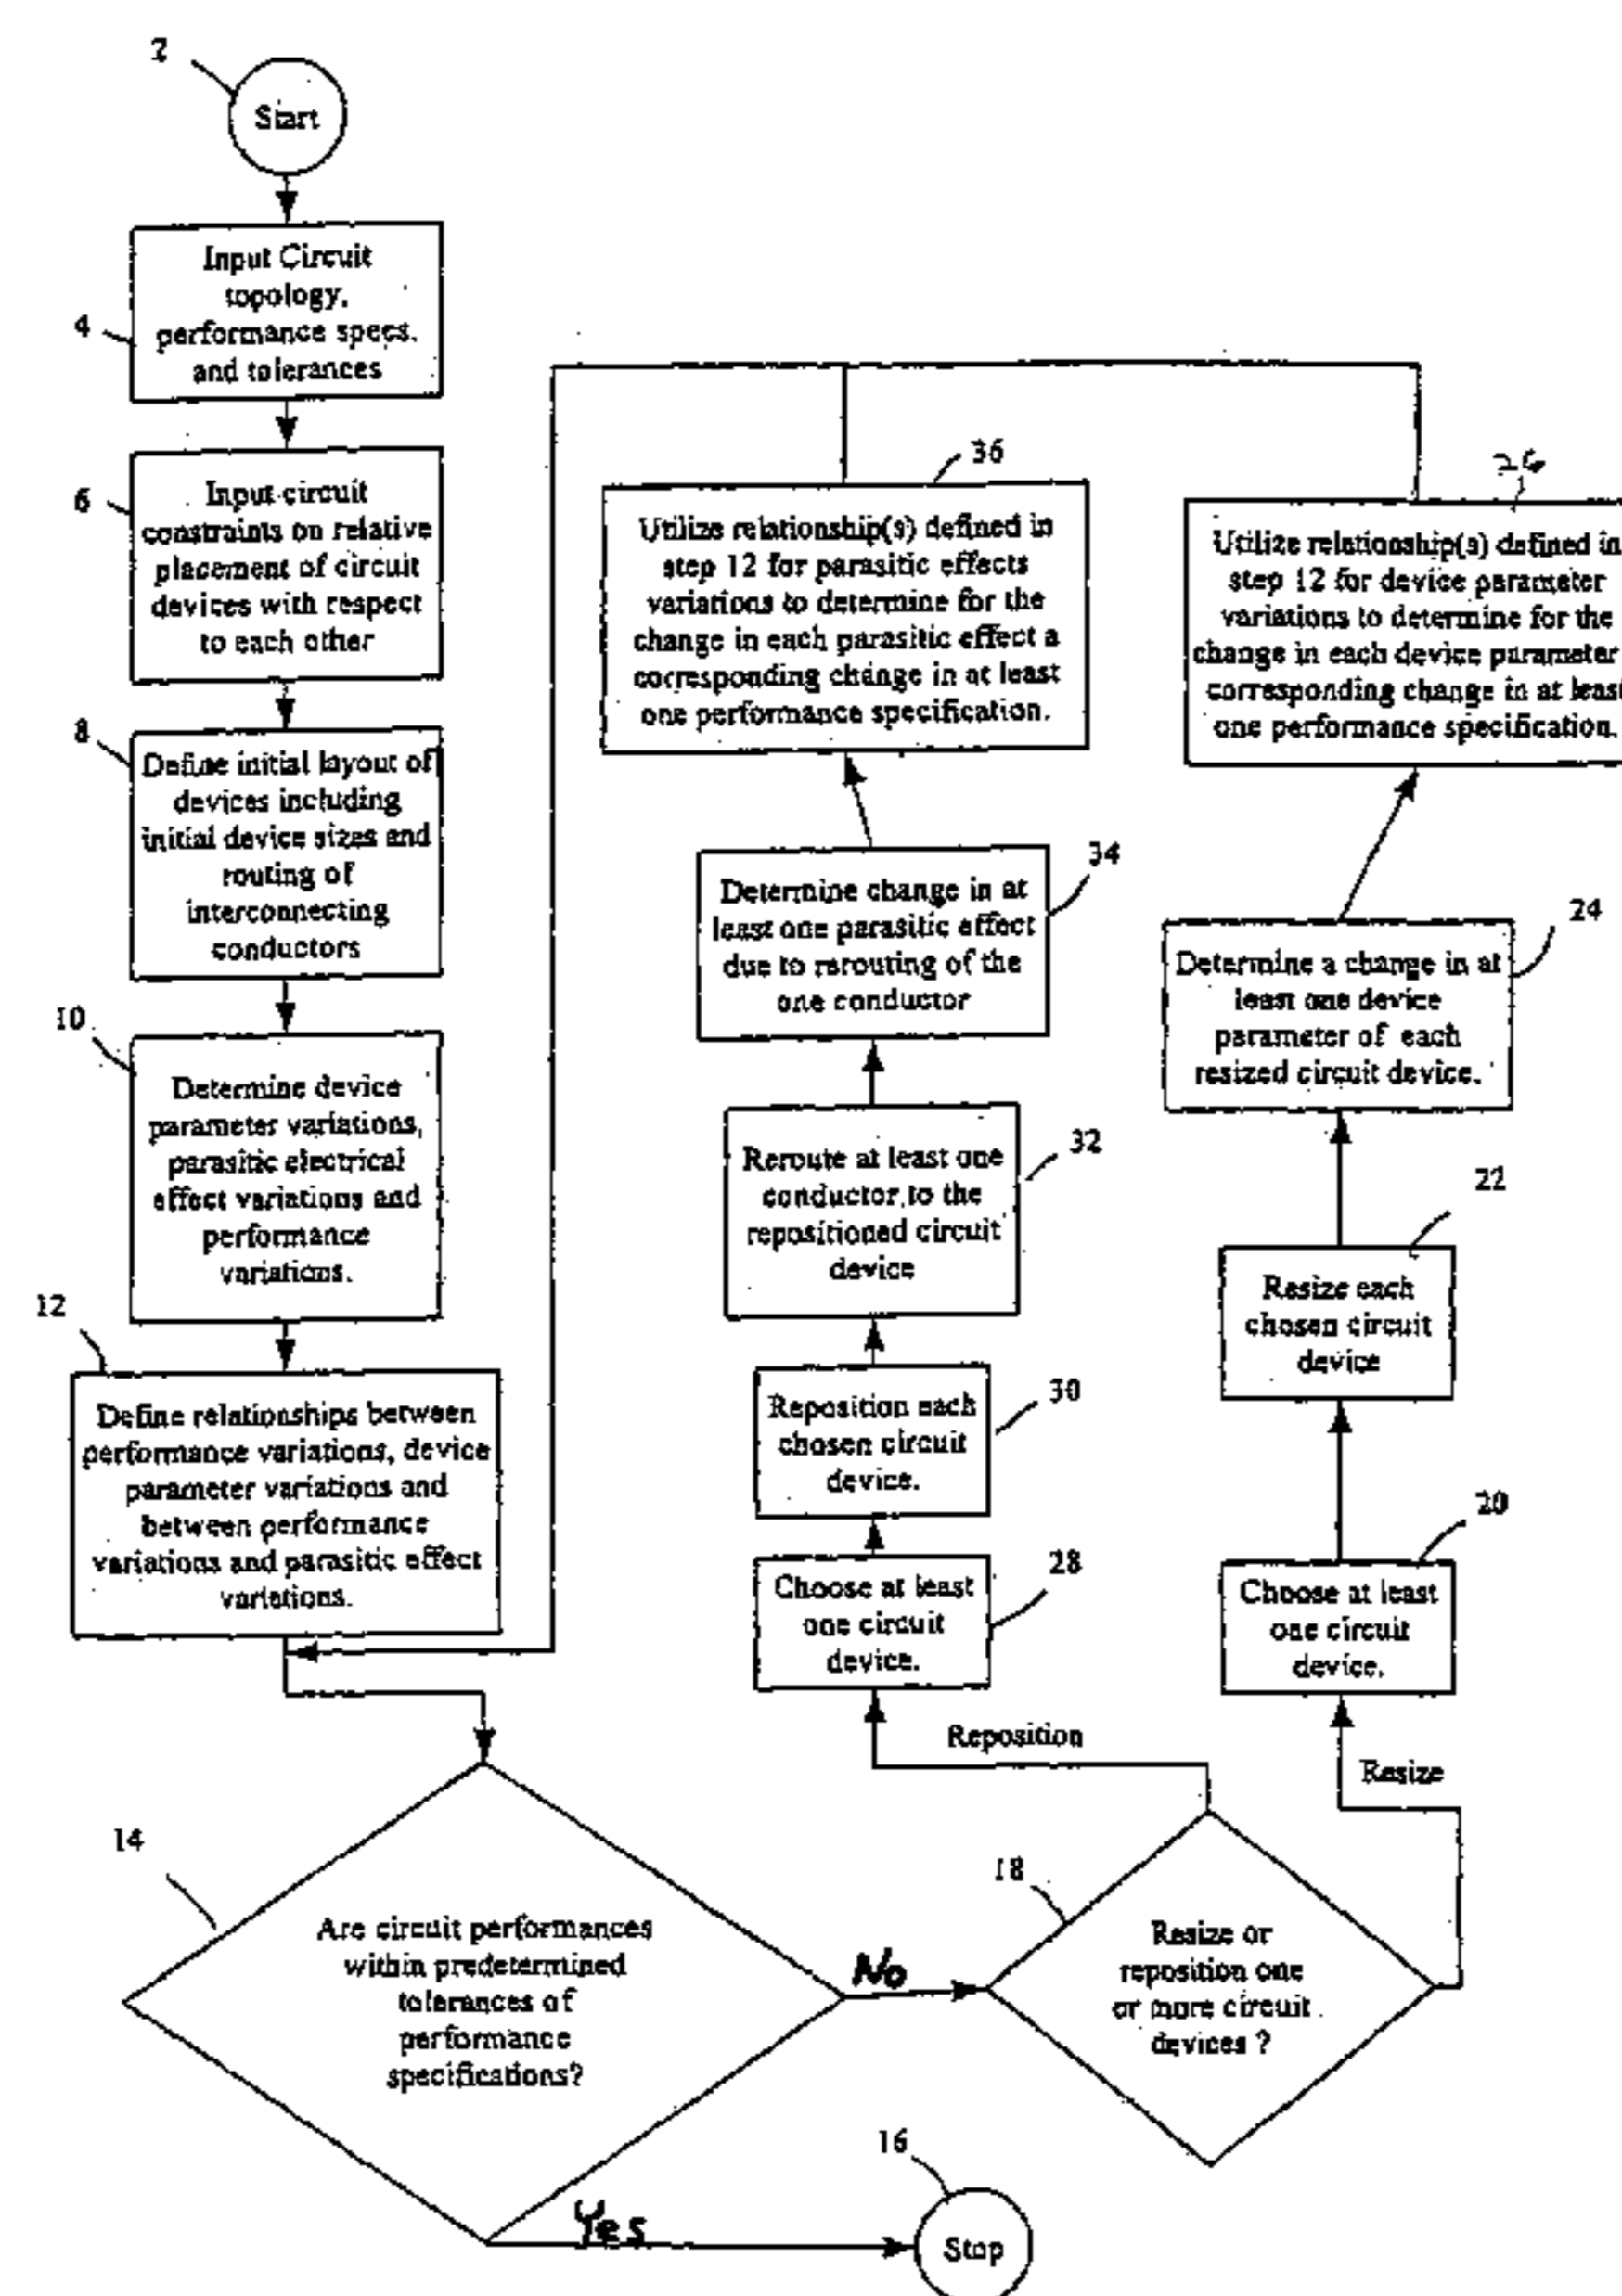 2
Start
4
Input Circuit
topology,
performance specs.
and tolerances
6
Input circuit
constraints on relative
placement of circuit
devices with respect
to each other
8
Define initial layout of
devices including
initial device sizes and
routing of
interconnecting
conductors
10
Determine device
parameter variations,
parasitic electrical
effect variations and
performance
variations.
12
Define relationships between
performance variations, device
parameter variations and
between performance
variations and parasitic effect
variations.
14
Are circuit performances
within predetermined
tolerances of
performance
specifications?
No
Yes
16
Stop
18
Resize or
reposition one
or more circuit
devices ?
Reposition
Resize
28
Choose at least
one circuit
device.
30
Reposition each
chosen circuit
device.
32
Reroute at least one
conductor to the
repositioned circuit
device
34
Determine change in at
least one parasitic effect
due to rerouting of the
one conductor
36
Utilize relationship(s) defined in
step 12 for parasitic effects
variations to determine for the
change in each parasitic effect a
corresponding change in at least
one performance specification.
20
Choose at least
one circuit
device.
22
Resize each
chosen circuit
device
24
Determine a change in at
least one device
parameter of each
resized circuit device.
26
Utilize relationship(s) defined in
step 12 for device parameter
variations to determine for the
change in each device parameter
corresponding change in at least
one performance specification.